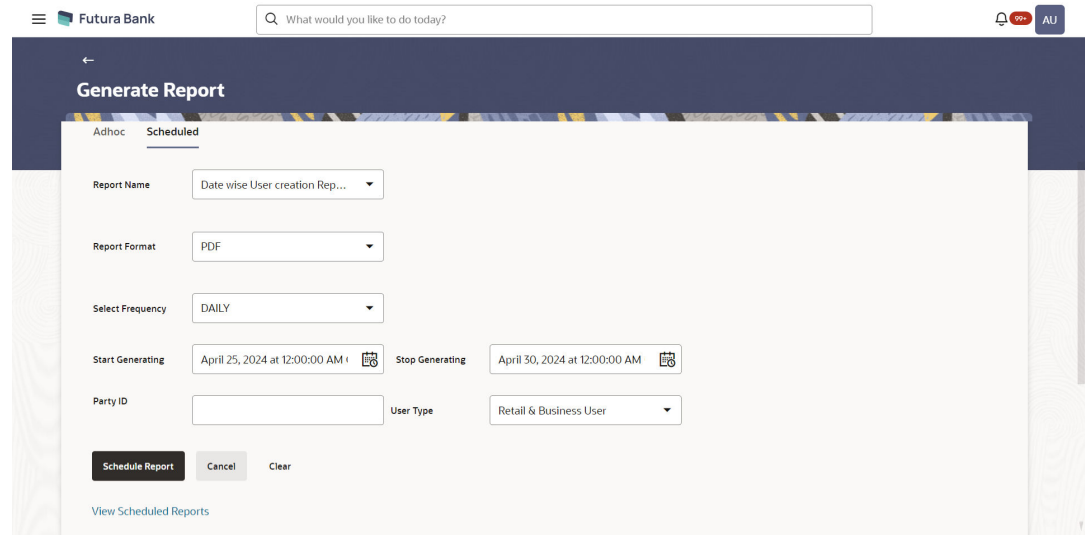 Futura Bank
What would you like to do today?
99+
AU
Generate Report
Adhoc Scheduled
Report Name Date wise User creation Rep...
Report Format PDF
Select Frequency DAILY
Start Generating April 25, 2024 at 12:00:00 AM Stop Generating April 30, 2024 at 12:00:00 AM
Party ID
User Type Retail & Business User
Schedule Report Cancel Clear
View Scheduled Reports